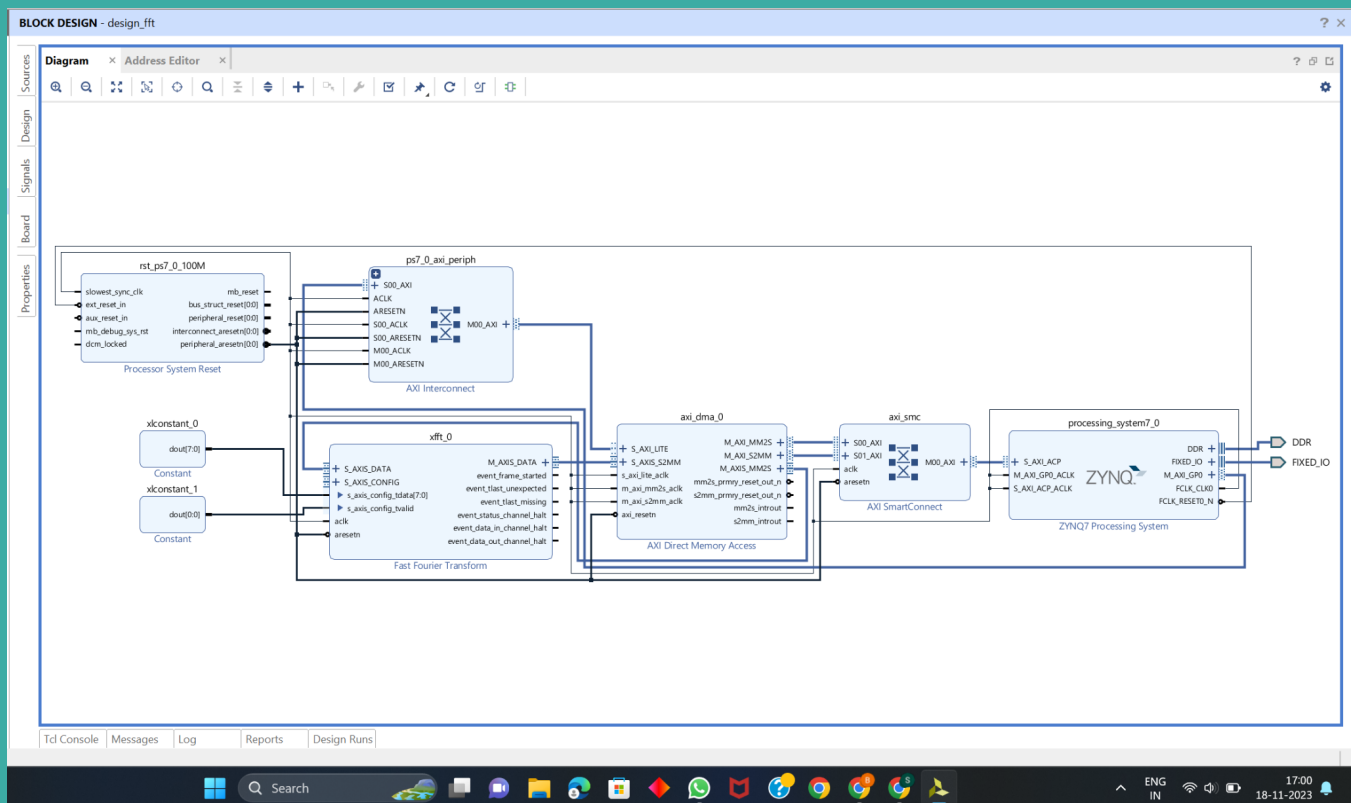 BLOCK DESIGN - design_fft
? ×
Sources
Design
Signals
Board
Properties
Diagram × Address Editor ×
rst_ps7_0_100M
slowest_sync_clk
ext_reset_in
aux_reset_in
mb_debug_sys_rst
dcm_locked
mb_reset
bus_struct_reset[0:0]
peripheral_reset[0:0]
interconnect_aresetn[0:0]
peripheral_aresetn[0:0]
Processor System Reset
ps7_0_axi_periph
S00_AXI
ACLK
ARESETN
S00_ACLK
S00_ARESETN
M00_ACLK
M00_ARESETN
M00_AXI
AXI Interconnect
xlconstant_0
dout[7:0]
Constant
xlconstant_1
dout[0:0]
Constant
xfft_0
S_AXIS_DATA
S_AXIS_CONFIG
s_axis_config_tdata[7:0]
s_axis_config_tvalid
aclk
aresetn
M_AXIS_DATA
event_frame_started
event_tlast_unexpected
event_tlast_missing
event_status_channel_halt
event_data_in_channel_halt
event_data_out_channel_halt
Fast Fourier Transform
axi_dma_0
S_AXI_LITE
S_AXIS_S2MM
s_axi_lite_aclk
m_axi_mm2s_aclk
m_axi_s2mm_aclk
axi_resetn
M_AXI_MM2S
M_AXI_S2MM
M_AXIS_MM2S
mm2s_prmry_reset_out_n
s2mm_prmry_reset_out_n
mm2s_introut
s2mm_introut
AXI Direct Memory Access
axi_smc
S00_AXI
S01_AXI
aclk
aresetn
M00_AXI
AXI SmartConnect
processing_system7_0
S_AXI_ACP
M_AXI_GP0_ACLK
S_AXI_ACP_ACLK
ZYNQ
DDR
FIXED_IO
M_AXI_GP0
FCLK_CLK0
FCLK_RESET0_N
ZYNQ7 Processing System
DDR
FIXED_IO
Tcl Console Messages Log Reports Design Runs
Search
ENG
IN
17:00
18-11-2023